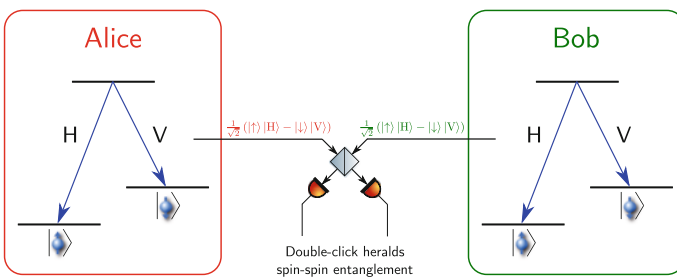 Alice
Bob
H
V
1/√2 (|↑⟩ |H⟩ − |↓⟩ |V⟩)
1/√2 (|↑⟩ |H⟩ − |↓⟩ |V⟩)
H
V
Double-click heralds
spin-spin entanglement